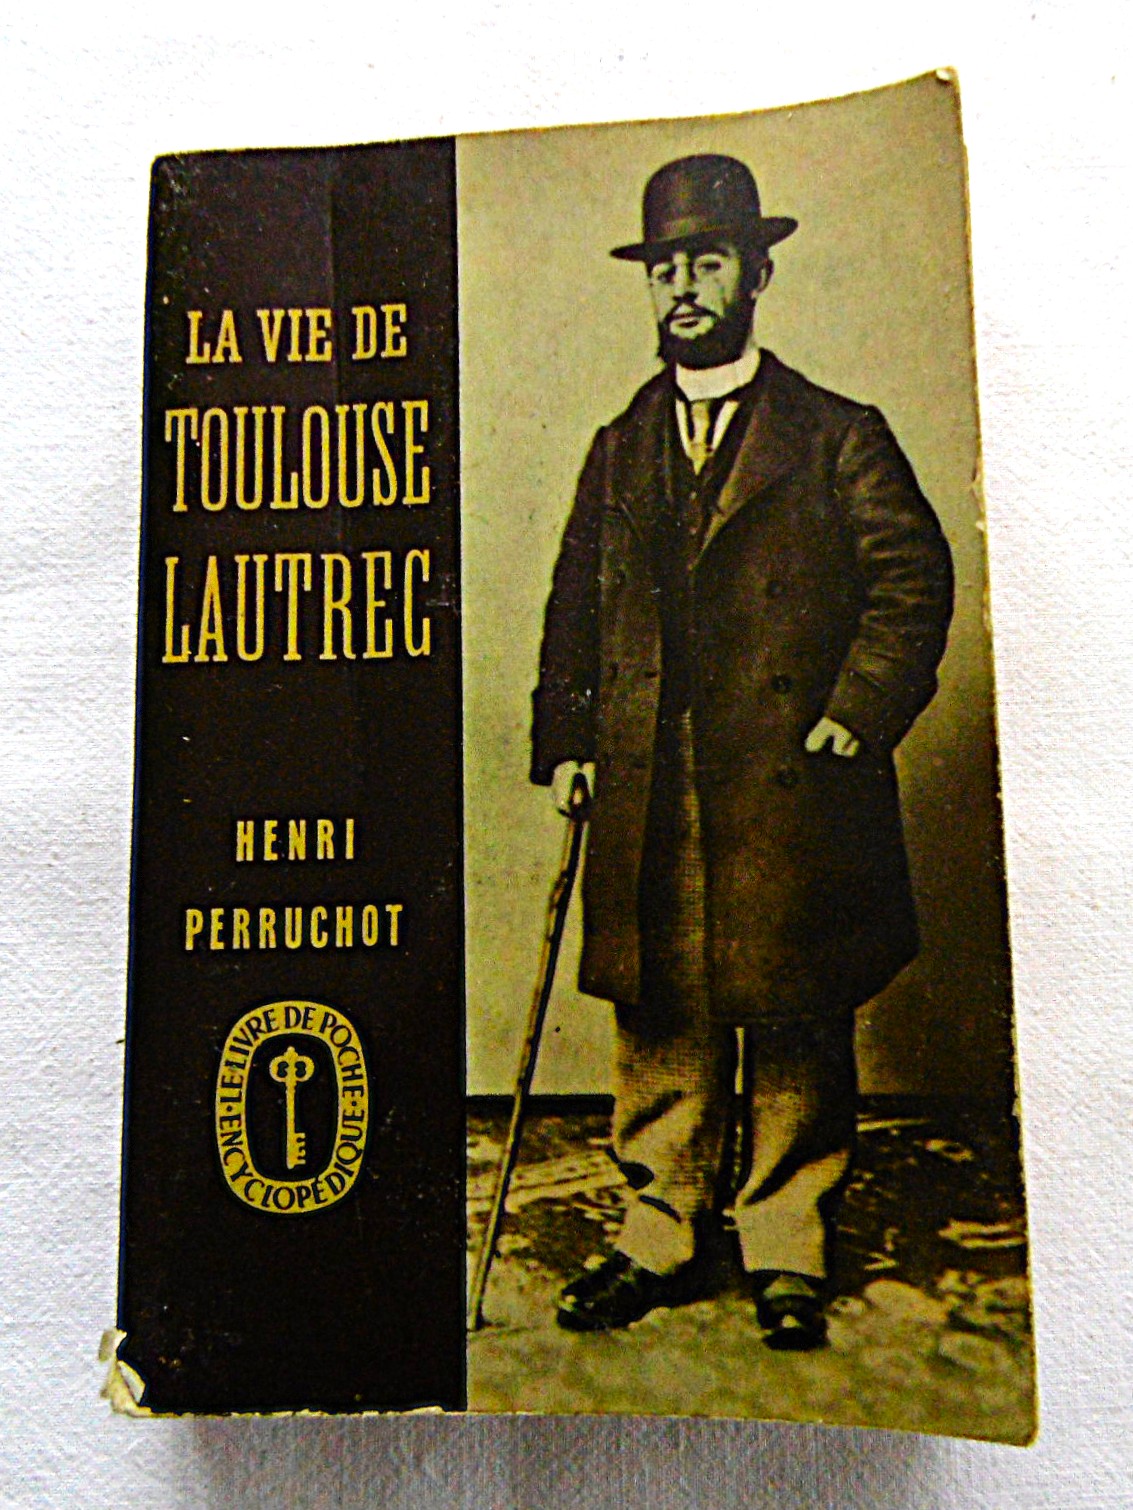 LA VIE DE
TOULOUSE
LAUTREC
HENRI
PERRUCHOT
LE LIVRE DE POCHE
ENCYCLOPÉDIQUE